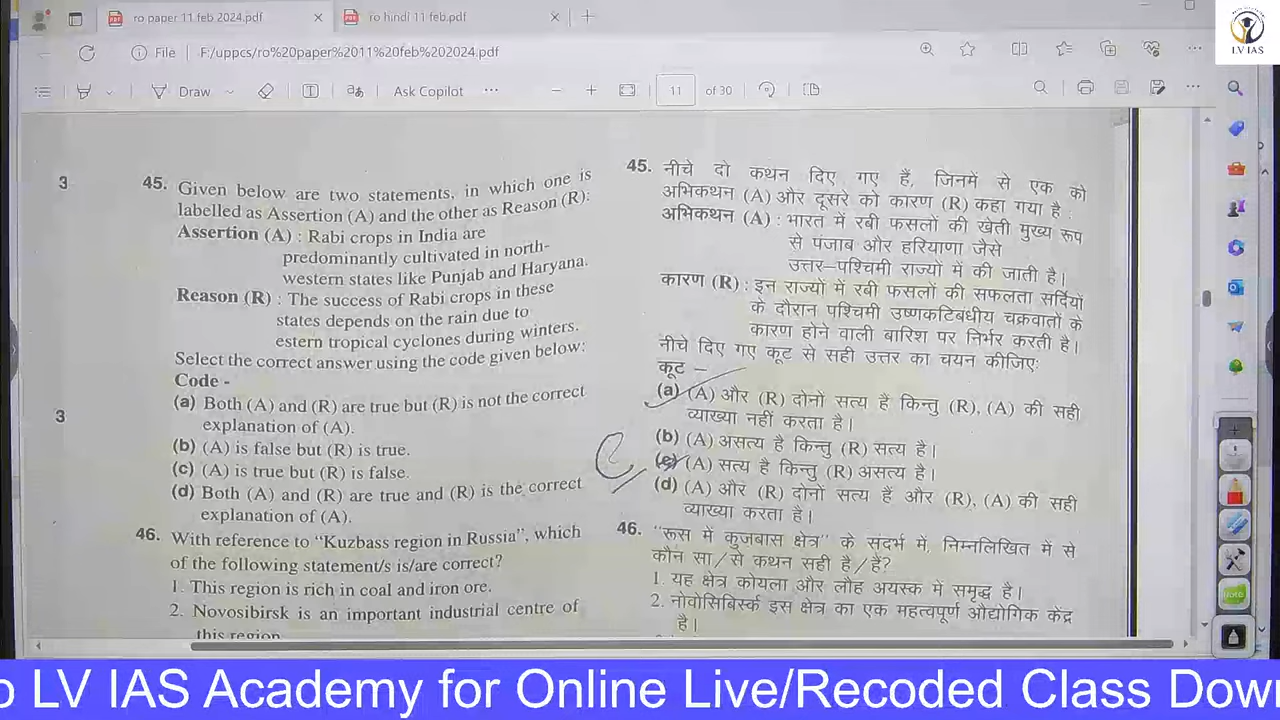 ro paper 11 feb 2024.pdf
ro hindi 11 feb.pdf
LV IAS
File
F:/uppcs/ro%20paper%2011%20feb%202024.pdf
Draw
Ask Copilot
11 of 30
3
45. Given below are two statements, in which one is
labelled as Assertion (A) and the other as Reason (R):
Assertion (A) : Rabi crops in India are
predominantly cultivated in north-
western states like Punjab and Haryana.
Reason (R) : The success of Rabi crops in these
states depends on the rain due to
estern tropical cyclones during winters.
Select the correct answer using the code given below:
Code -
3
(a) Both (A) and (R) are true but (R) is not the correct
explanation of (A).
(b) (A) is false but (R) is true.
(c) (A) is true but (R) is false.
(d) Both (A) and (R) are true and (R) is the correct
explanation of (A).
46. With reference to “Kuzbass region in Russia”, which
of the following statement/s is/are correct?
1. This region is rich in coal and iron ore.
2. Novosibirsk is an important industrial centre of
this region
45. नीचे दो कथन दिए गए हैं, जिनमें से एक को
अभिकथन (A) और दूसरे को कारण (R) कहा गया है :
अभिकथन (A) : भारत में रबी फसलों की खेती मुख्य रूप
से पंजाब और हरियाणा जैसे
उत्तर–पश्चिमी राज्यों में की जाती है।
कारण (R) : इन राज्यों में रबी फसलों की सफलता सर्दियों
के दौरान पश्चिमी उष्णकटिबंधीय चक्रवातों के
कारण होने वाली बारिश पर निर्भर करती है।
नीचे दिए गए कूट से सही उत्तर का चयन कीजिएः
कूट –
(a) (A) और (R) दोनों सत्य हैं किन्तु (R), (A) की सही
व्याख्या नहीं करता है।
(b) (A) असत्य है किन्तु (R) सत्य है।
(c) (A) सत्य है किन्तु (R) असत्य है।
(d) (A) और (R) दोनों सत्य हैं और (R), (A) की सही
व्याख्या करता है।
46. “रूस में कुजबास क्षेत्र” के संदर्भ में, निम्नलिखित में से
कौन सा/से कथन सही है/हैं?
1. यह क्षेत्र कोयला और लौह अयस्क में समृद्ध है।
2. नोवोसिबिर्स्क इस क्षेत्र का एक महत्वपूर्ण औद्योगिक केंद्र
है।
o LV IAS Academy for Online Live/Recoded Class Down